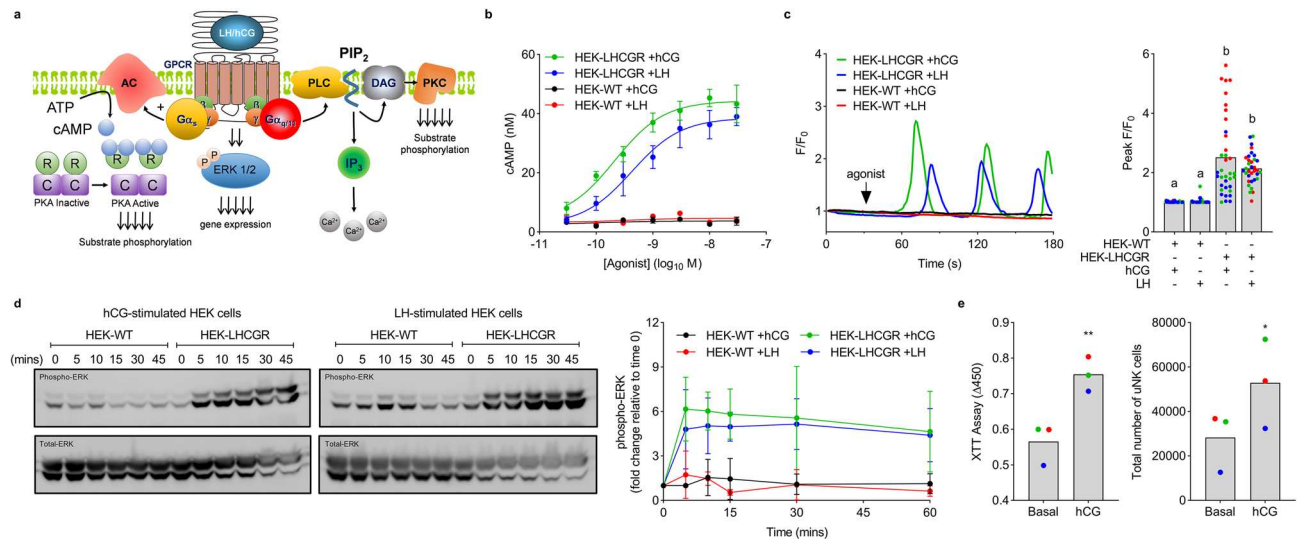 a
LH/hCG
GPCR
PIP2
AC
PLC
DAG
PKC
ATP
+
β
γ
Gαs
β
γ
Gαq/11
cAMP
Substrate
phosphorylation
R
R
R
R
P
P
ERK 1/2
IP3
C
C
C
C
PKA Inactive
PKA Active
gene expression
Ca2+
Ca2+
Ca2+
Substrate phosphorylation
b
HEK-LHCGR +hCG
HEK-LHCGR +LH
HEK-WT +hCG
HEK-WT +LH
cAMP
(nM)
60
40
20
0
-11
-10
-9
-8
-7
[Agonist] (log10 M)
c
HEK-LHCGR +hCG
HEK-LHCGR +LH
HEK-WT +hCG
HEK-WT +LH
F/F0
4
3
2
1
agonist
0
60
120
180
Time (s)
Peak F/F0
6
4
2
0
a
a
b
b
HEK-WT + + – –
HEK-LHCGR – – + +
hCG + – + –
LH – + – +
d
hCG-stimulated HEK cells
HEK-WT
HEK-LHCGR
(mins) 0 5 10 15 30 45 0 5 10 15 30 45
Phospho-ERK
Total-ERK
LH-stimulated HEK cells
HEK-WT
HEK-LHCGR
0 5 10 15 30 45 0 5 10 15 30 45
Phospho-ERK
Total-ERK
phospho-ERK
(fold change relative to time 0)
12
9
6
3
0
HEK-WT +hCG
HEK-WT +LH
HEK-LHCGR +hCG
HEK-LHCGR +LH
0
15
30
45
60
Time (mins)
e
XTT Assay (Δ450)
0.9
0.8
0.7
0.6
0.5
0.4
**
Basal
hCG
Total number of uNK cells
80000
60000
40000
20000
0
*
Basal
hCG